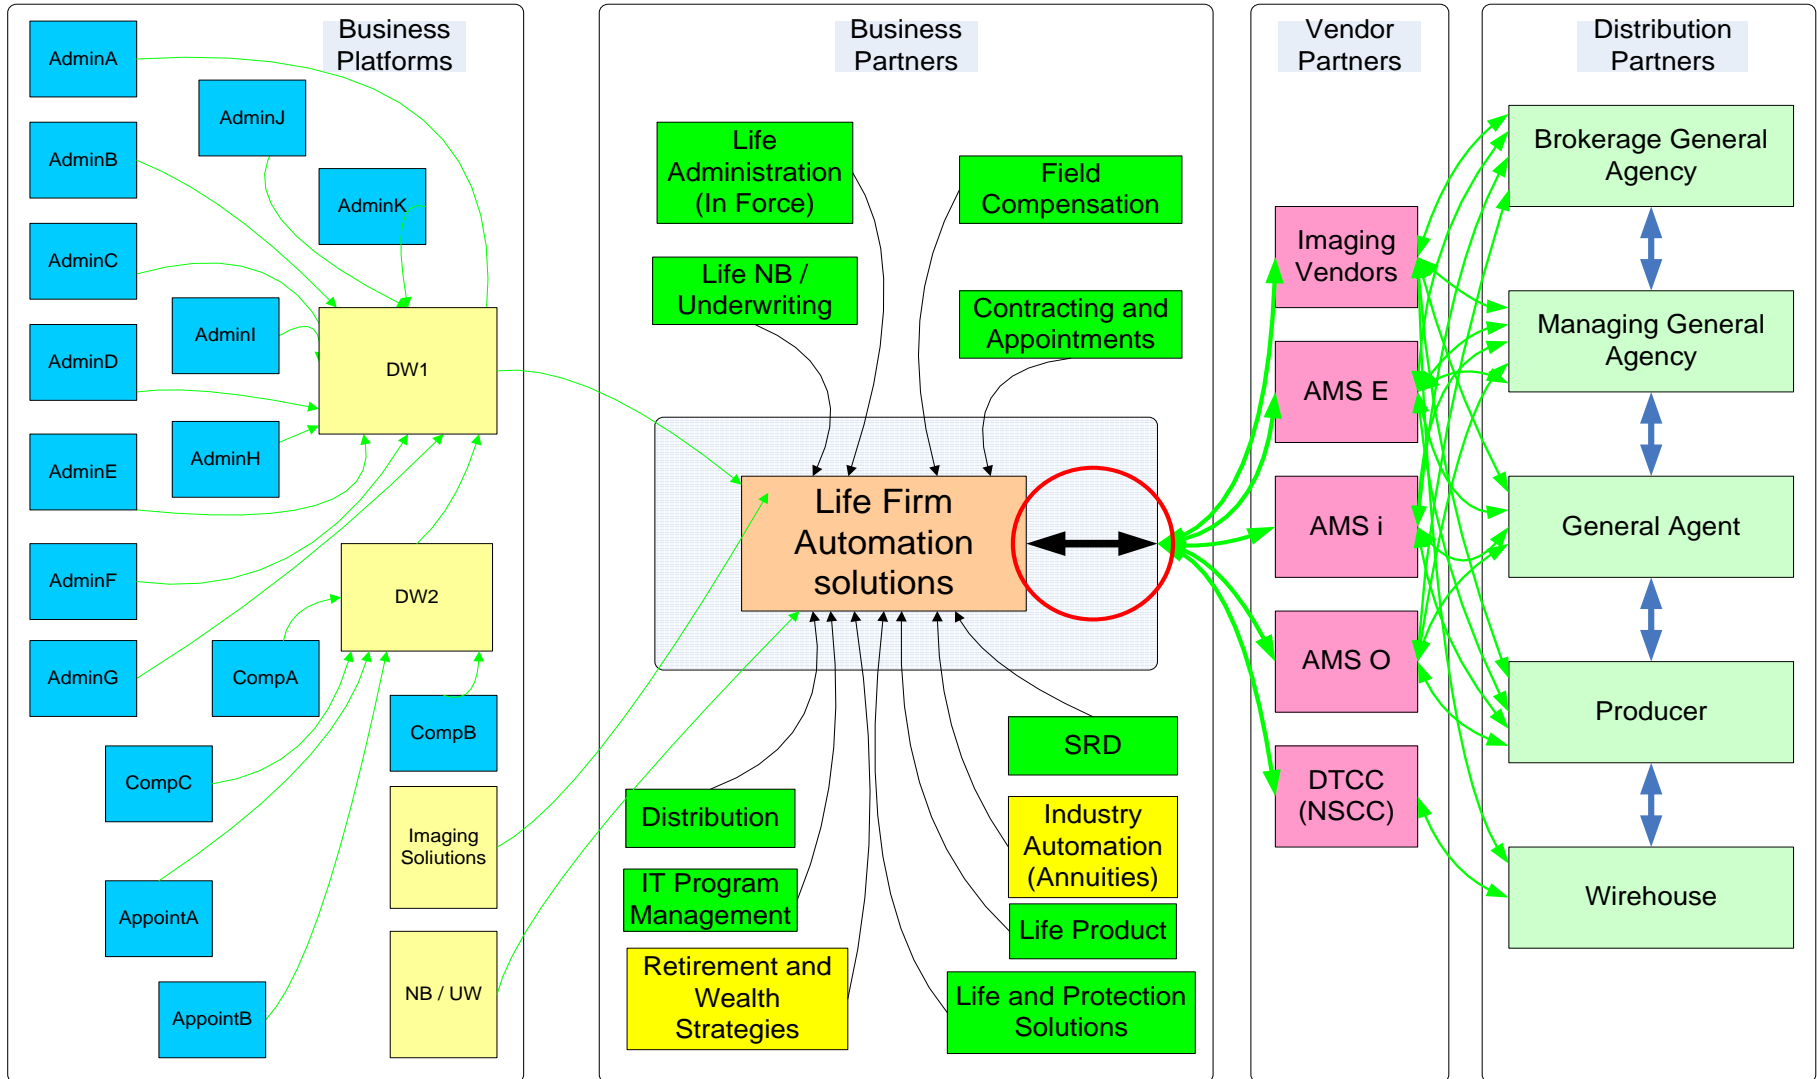 Business
Platforms
AdminA
AdminJ
AdminB
AdminK
AdminC
AdminI
AdminD
DW1
AdminH
AdminE
AdminF
DW2
AdminG
CompA
CompB
CompC
Imaging
Soliutions
AppointA
NB / UW
AppointB
Business
Partners
Life
Administration
(In Force)
Field
Compensation
Life NB /
Underwriting
Contracting and
Appointments
Life Firm
Automation
solutions
SRD
Distribution
Industry
Automation
(Annuities)
IT Program
Management
Life Product
Retirement and
Wealth
Strategies
Life and Protection
Solutions
Vendor
Partners
Imaging
Vendors
AMS E
AMS i
AMS O
DTCC
(NSCC)
Distribution
Partners
Brokerage General
Agency
Managing General
Agency
General Agent
Producer
Wirehouse